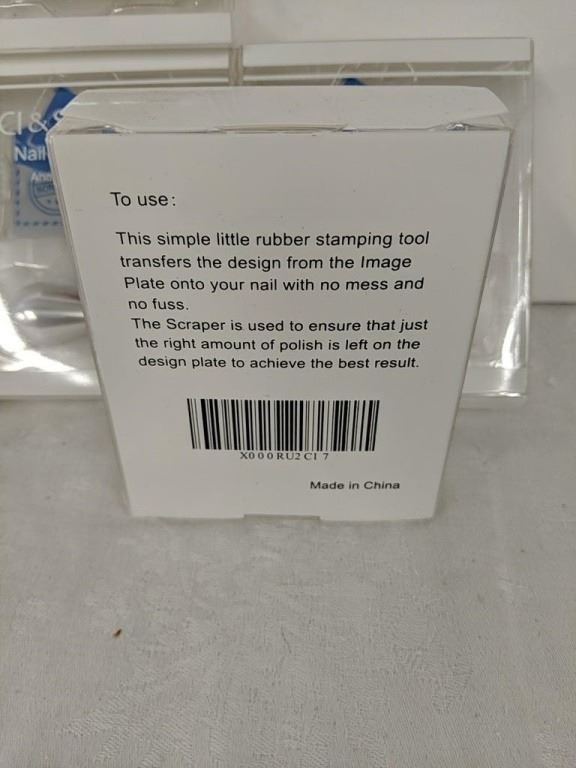 Cl & S
Nail
To use :
This simple little rubber stamping tool
transfers the design from the Image
Plate onto your nail with no mess and
no fuss.
The Scraper is used to ensure that just
the right amount of polish is left on the
design plate to achieve the best result.
X000RU2CI7
Made in China